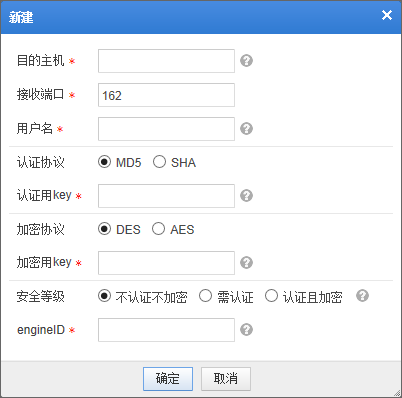 新建
目的主机 *
接收端口 * 162
用户名 *
认证协议 MD5 SHA
认证用key *
加密协议 DES AES
加密用key *
安全等级 不认证不加密 需认证 认证且加密
engineID *
确定 取消